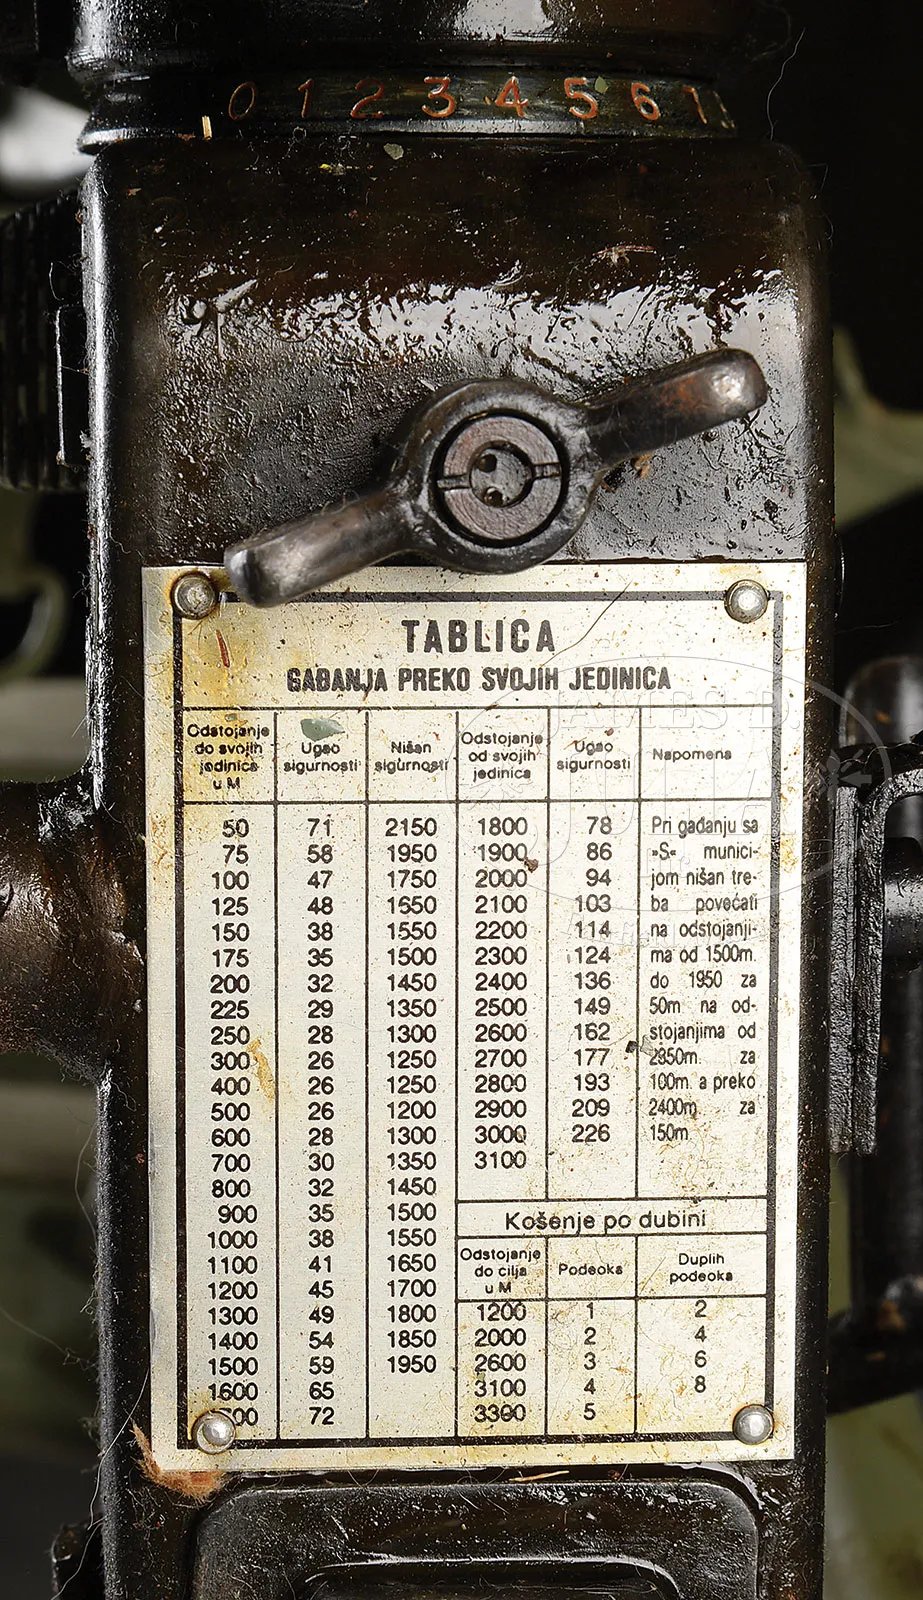 0 1 2 3 4 5 6 7
TABLICA
GAĐANJA PREKO SVOJIH JEDINICA
Odstojanje do svojih jedinica u M Ugao sigurnosti Nišan sigurnosti Odstojanje od svojih jedinica Ugao sigurnosti Napomena
50 71 2150 1800 78 Pri gađanju sa
75 58 1950 1900 86 »S« munici-
100 47 1750 2000 94 jom nišan tre-
125 48 1650 2100 103 ba povećati
150 38 1550 2200 114 na odstojanji-
175 35 1500 2300 124 ma od 1500m.
200 32 1450 2400 136 do 1950 za
225 29 1350 2500 149 50m na od-
250 28 1300 2600 162 stojanjima od
300 26 1250 2700 177 2350m. za
400 26 1250 2800 193 100m. a preko
500 26 1200 2900 209 2400m za
600 28 1300 3000 226 150m
700 30 1350 3100
800 32 1450
900 35 1500 Košenje po dubini
1000 38 1550
1100 41 1650 Odstojanje do cilja u M Podeoka Duplih podeoka
1200 45 1700
1300 49 1800 1200 1 2
1400 54 1850 2000 2 4
1500 59 1950 2600 3 6
1600 65 3100 4 8
72 3300 5
JAMES D.
JULIA